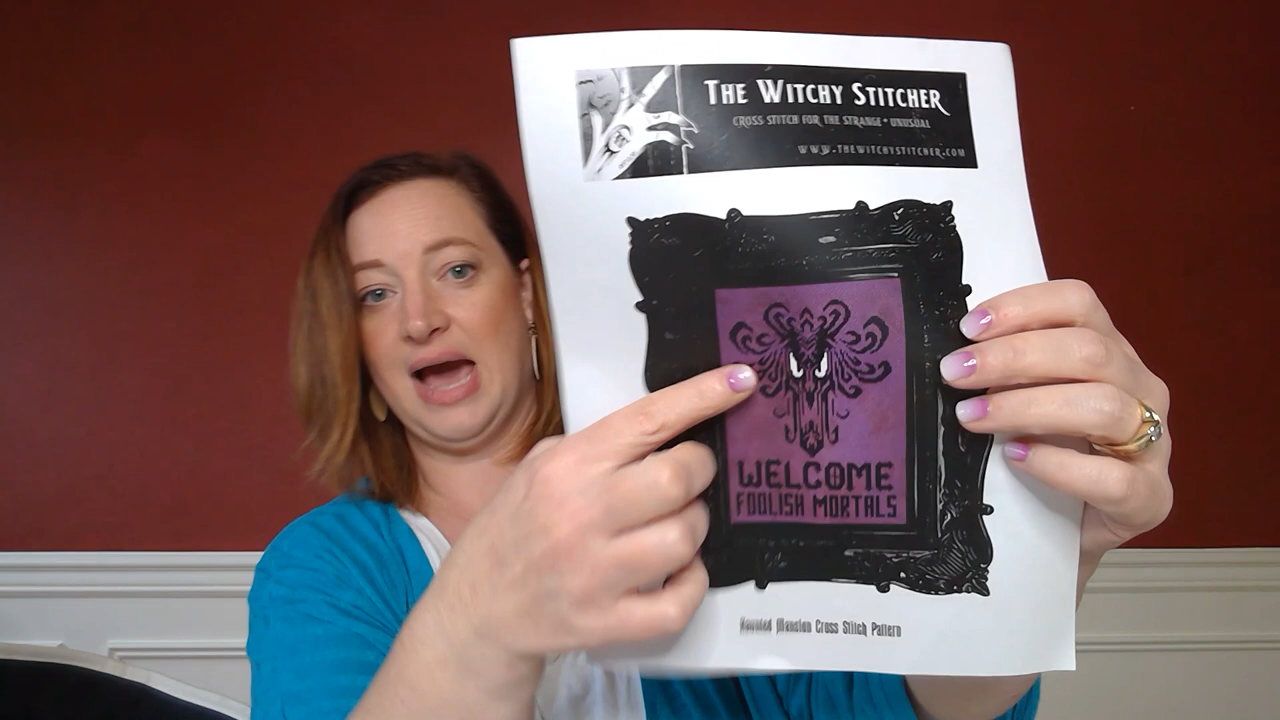 THE WITCHY STITCHER
CROSS STITCH FOR THE STRANGE * UNUSUAL
WWW.THEWITCHYSTITCHER.COM
WELCOME
FOOLISH MORTALS
Haunted Mansion Cross Stitch Pattern